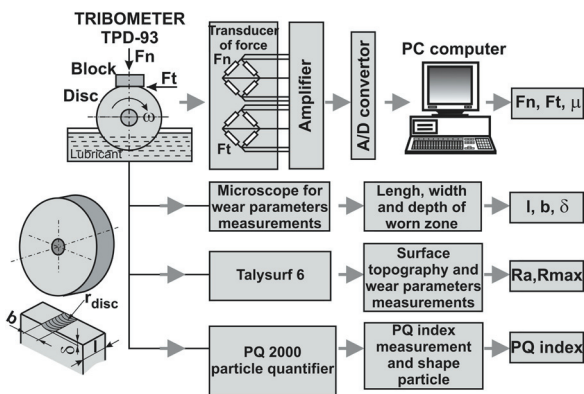 TRIBOMETER
TPD-93
Fn
Block
Ft
Disc
ω
Lubricant
Transducer
of force
Fn
Ft
Amplifier
A/D convertor
PC computer
Fn, Ft, μ
Microscope for
wear parameters
measurements
Lengh, width
and depth of
worn zone
l, b, δ
Talysurf 6
Surface
topography and
wear parameters
measurements
Ra,Rmax
r disc
b
δ
l
PQ 2000
particle quantifier
PQ index
measurement
and shape
particle
PQ index